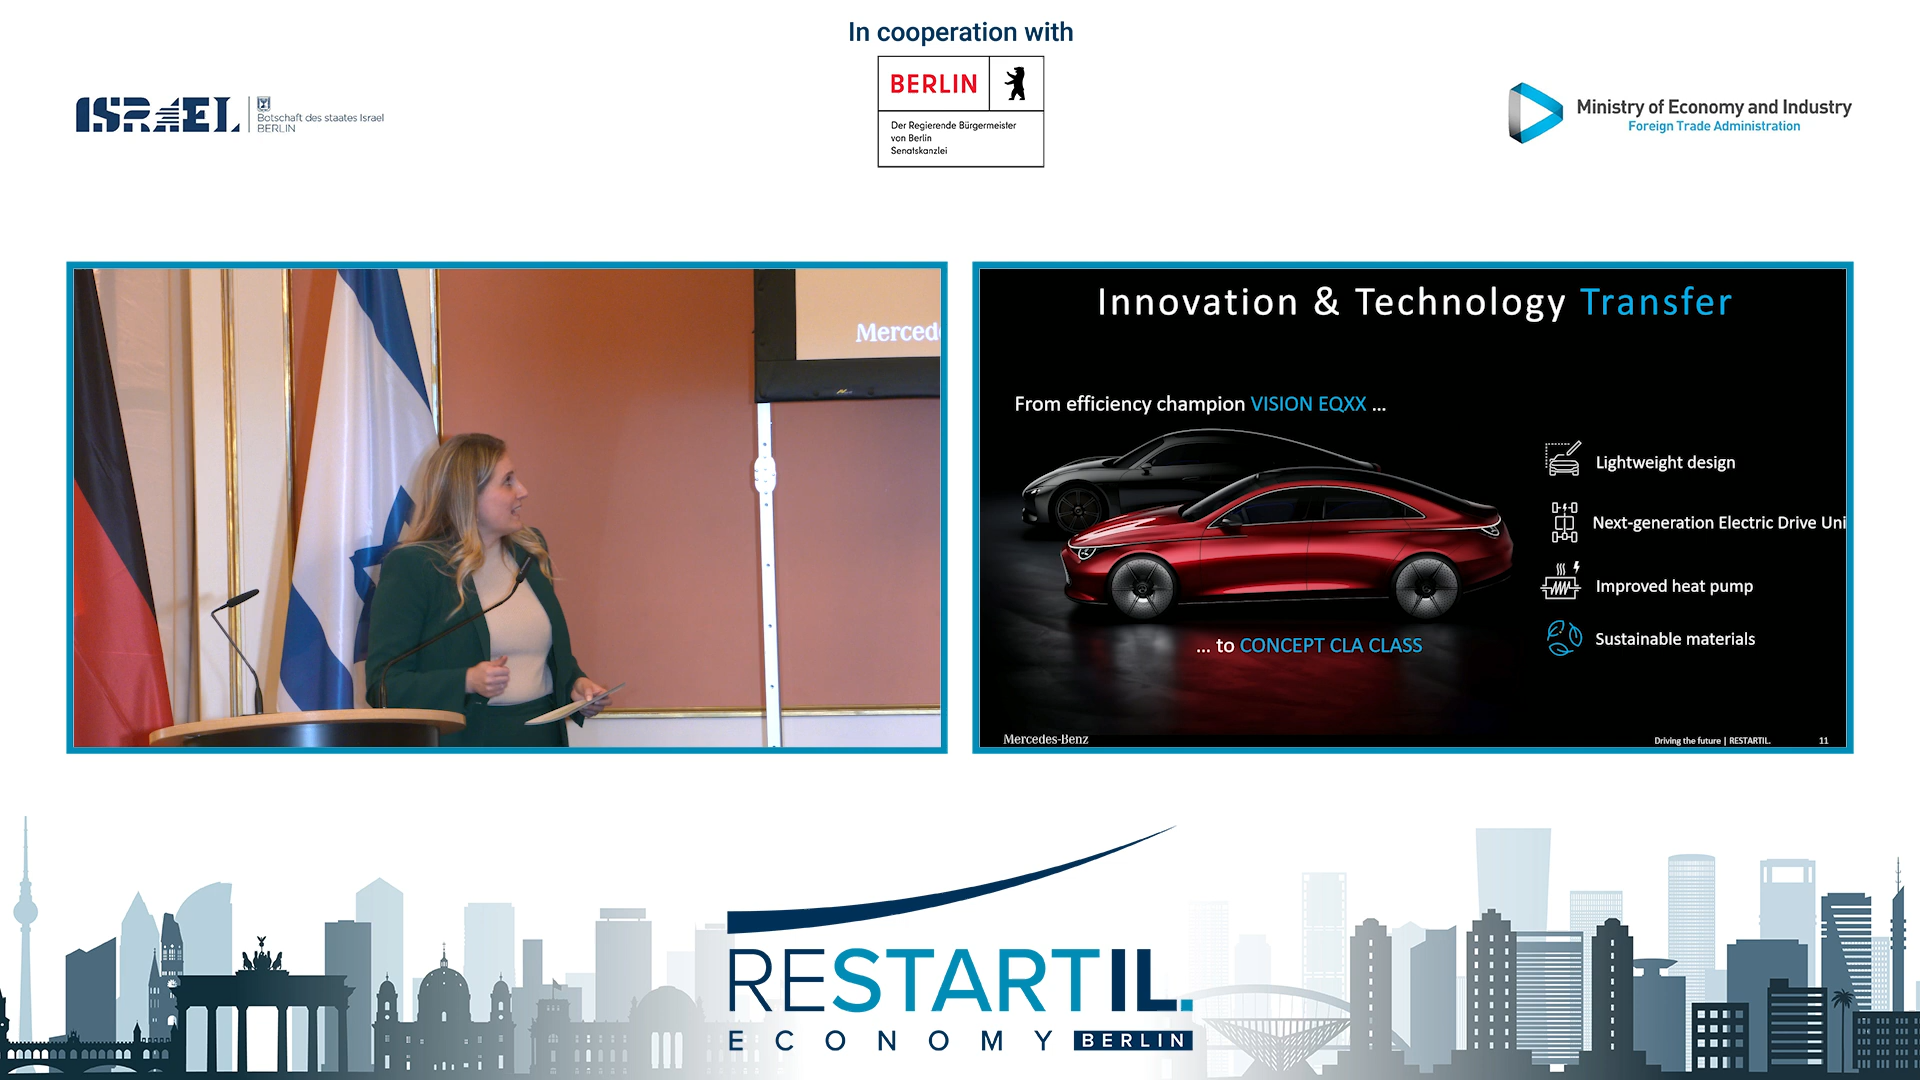 In cooperation with
ISRAEL
Botschaft des staates Israel
BERLIN
BERLIN
Der Regierende Bürgermeister
von Berlin
Senatskanzlei
Ministry of Economy and Industry
Foreign Trade Administration
Merced
Innovation & Technology Transfer
From efficiency champion VISION EQXX ...
Lightweight design
Next-generation Electric Drive Uni
Improved heat pump
Sustainable materials
... to CONCEPT CLA CLASS
Mercedes-Benz
Driving the future | RESTARTIL.
11
RESTARTIL.
ECONOMY BERLIN